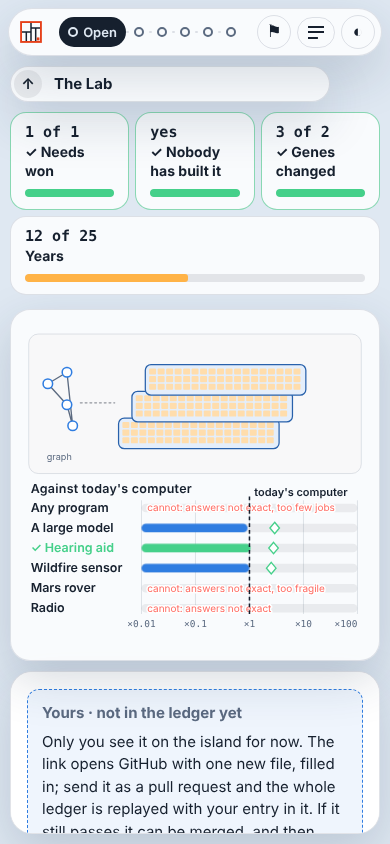 Open
The Lab
1 of 1
✓ Needs
won
yes
✓ Nobody
has built it
3 of 2
✓ Genes
changed
12 of 25
Years
graph
Against today's computer
today's computer
Any program
cannot: answers not exact, too few jobs
A large model
✓ Hearing aid
Wildfire sensor
Mars rover
cannot: answers not exact, too fragile
Radio
cannot: answers not exact
×0.01 ×0.1 ×1 ×10 ×100
Yours · not in the ledger yet
Only you see it on the island for now. The
link opens GitHub with one new file, filled
in; send it as a pull request and the whole
ledger is replayed with your entry in it. If it
still passes it can be merged, and then